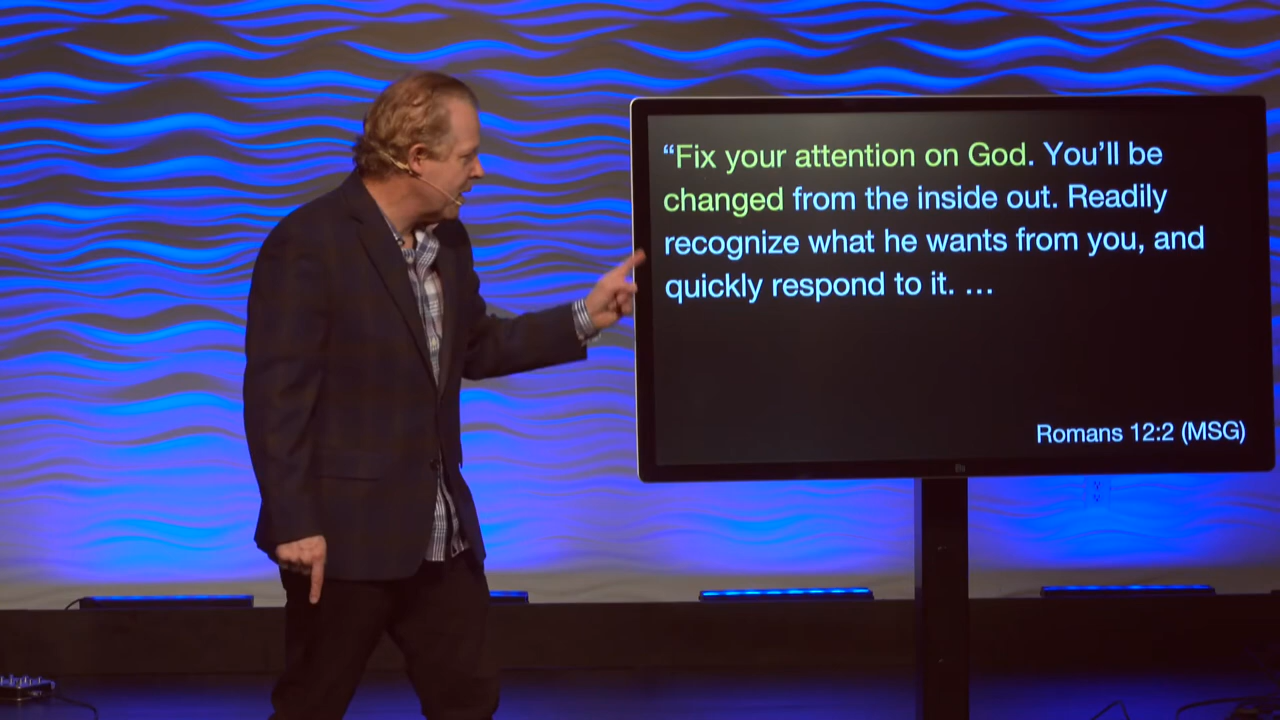 “Fix your attention on God. You’ll be
changed from the inside out. Readily
recognize what he wants from you, and
quickly respond to it. …
Romans 12:2 (MSG)